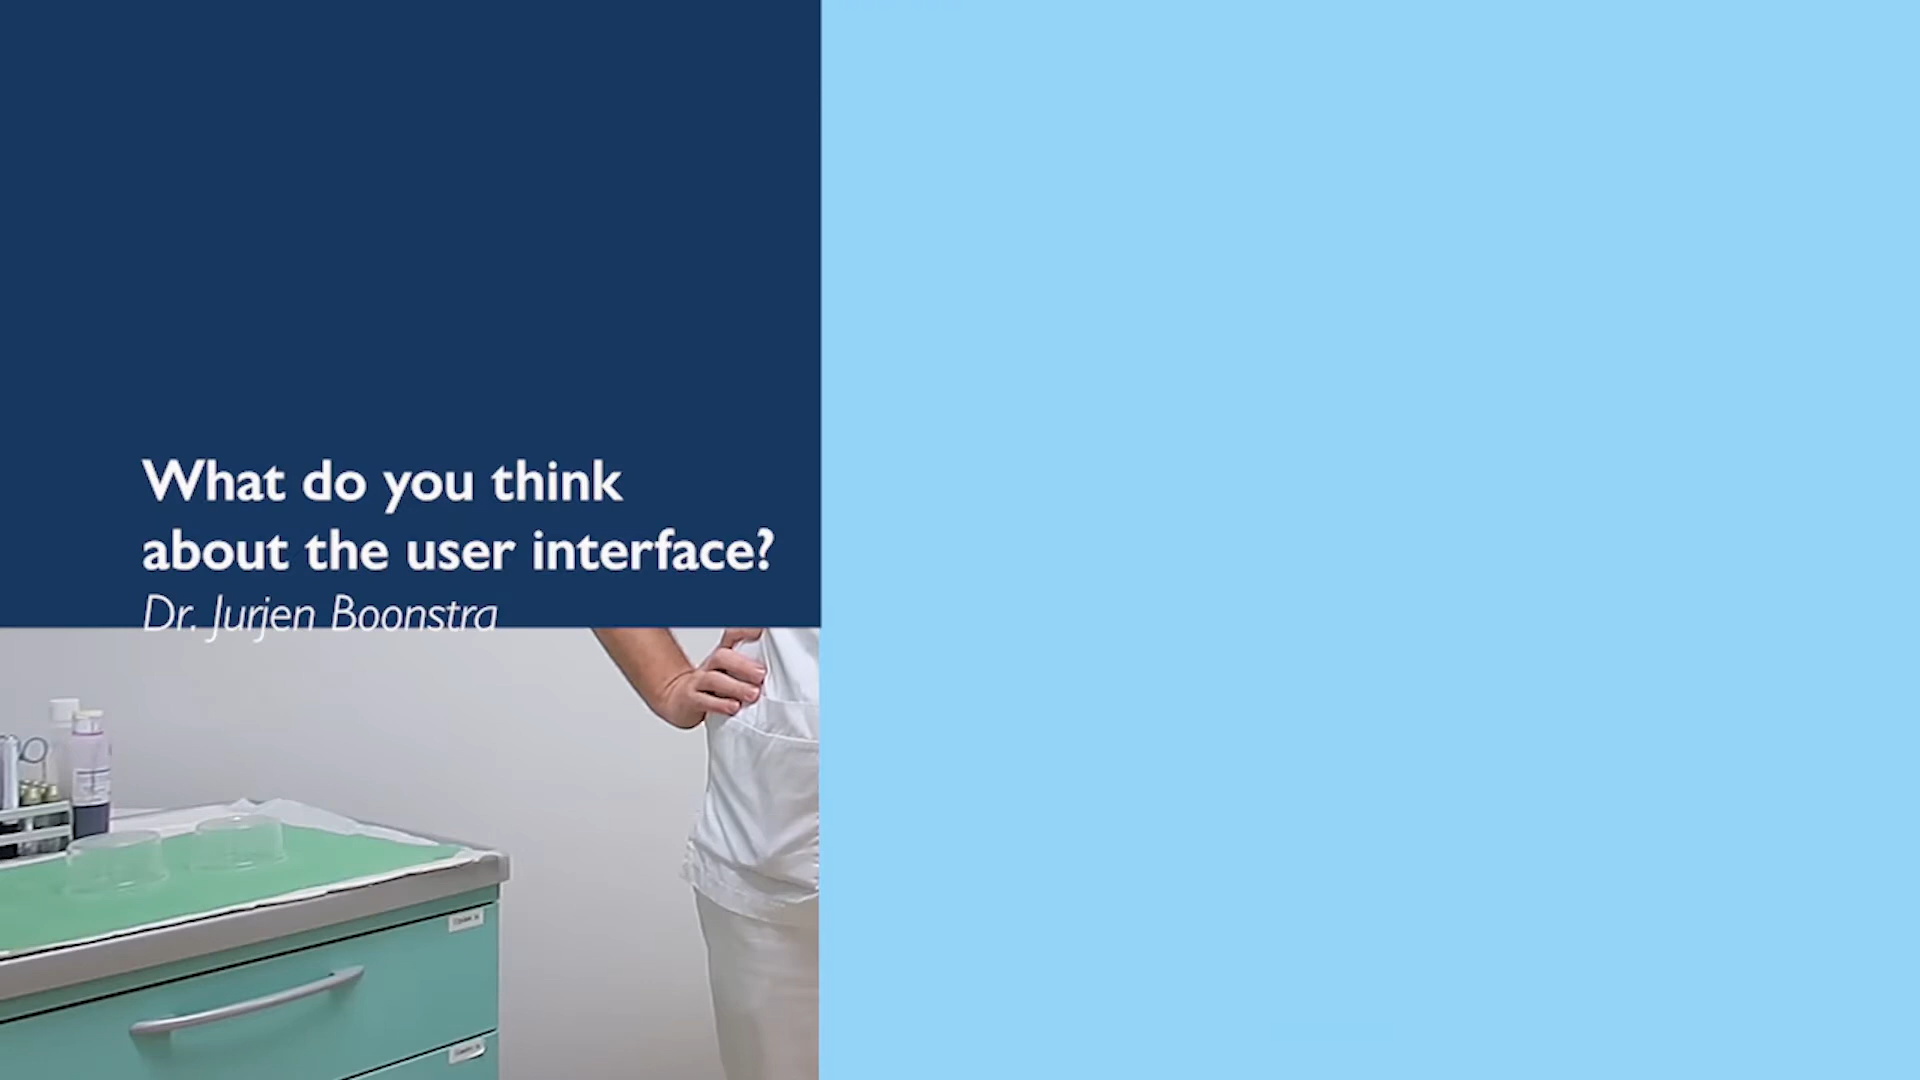 What do you think
about the user interface?
Dr. Jurjen Boonstra